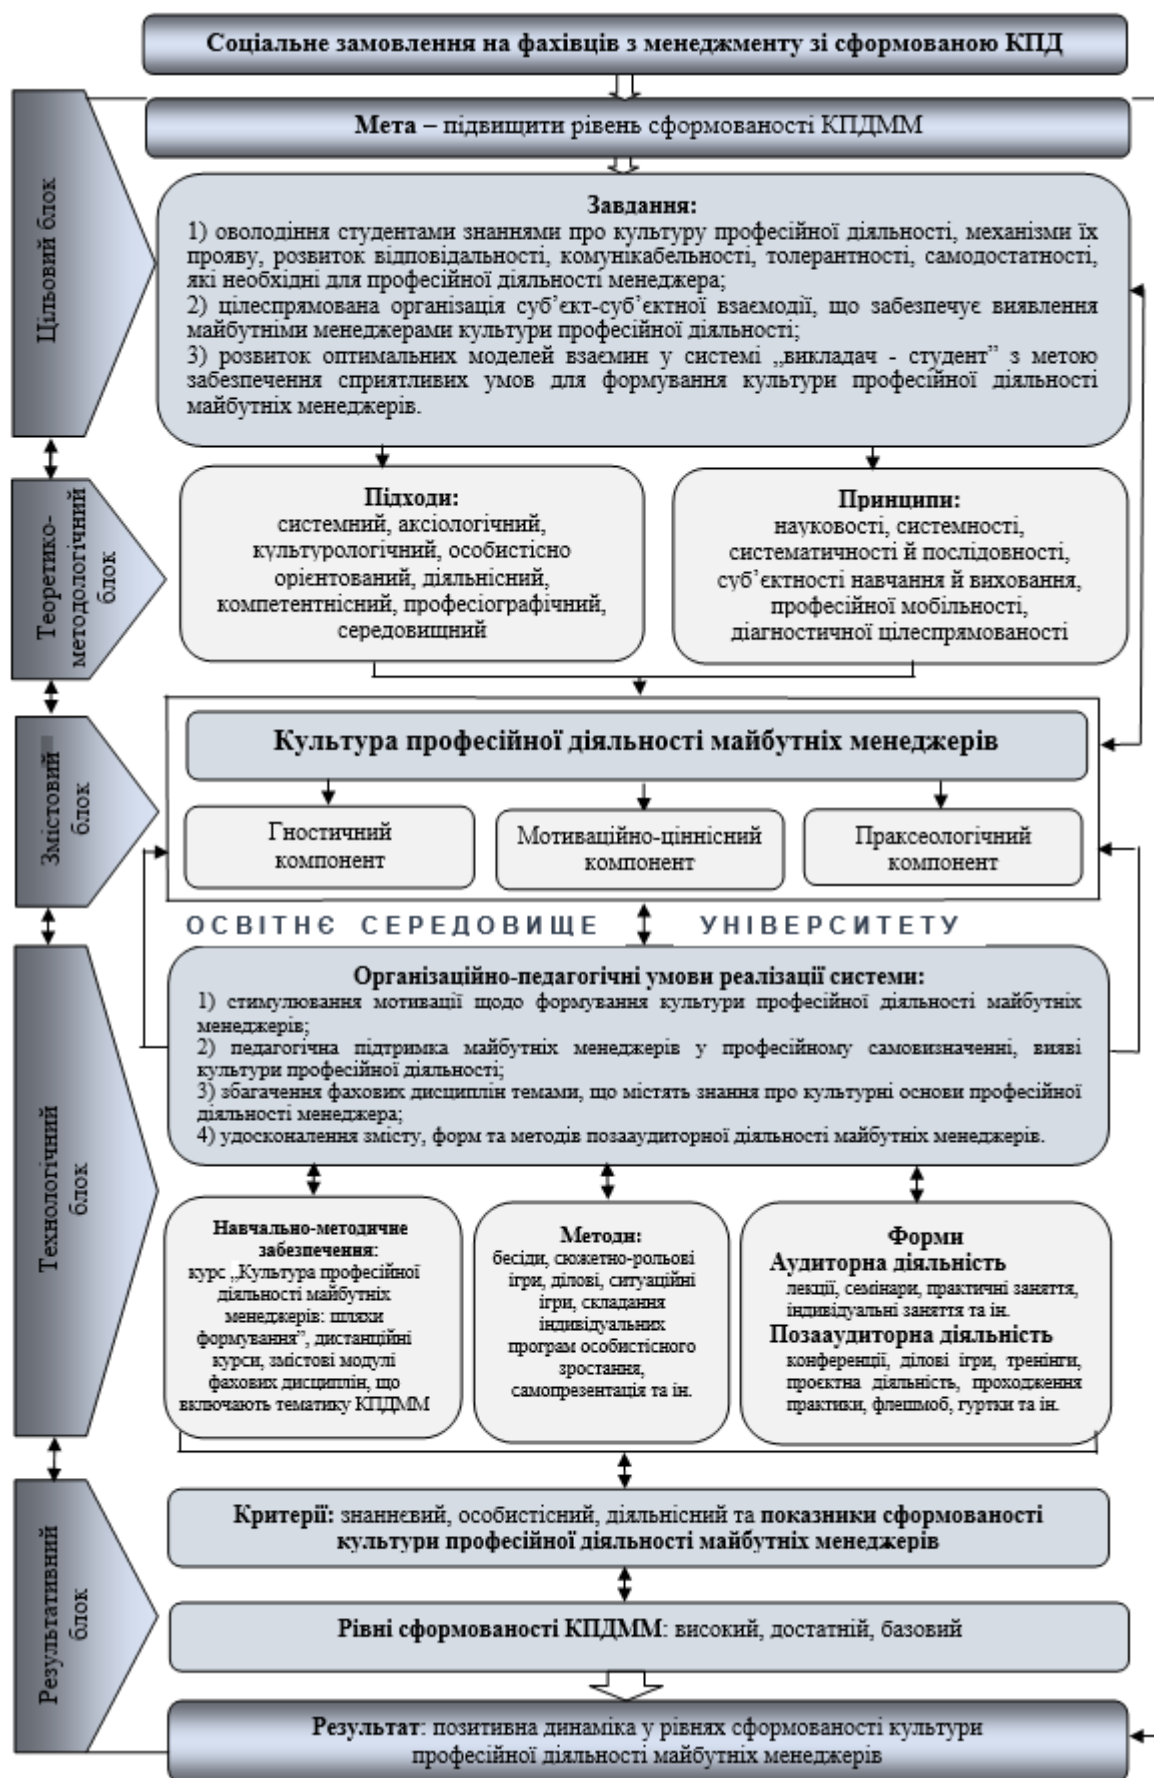 Соціальне замовлення на фахівців з менеджменту зі сформованою КПД
Цільовий блок
Мета – підвищити рівень сформованості КПДММ
Завдання:
1) оволодіння студентами знаннями про культуру професійної діяльності, механізми їх
прояву, розвиток відповідальності, комунікабельності, толерантності, самодостатності,
які необхідні для професійної діяльності менеджера;
2) цілеспрямована організація суб’єкт-суб’єктної взаємодії, що забезпечує виявлення
майбутніми менеджерами культури професійної діяльності;
3) розвиток оптимальних моделей взаємин у системі „викладач - студент” з метою
забезпечення сприятливих умов для формування культури професійної діяльності
майбутніх менеджерів.
Теоретико-
методологічний
блок
Підходи:
системний, аксіологічний,
культурологічний, особистісно
орієнтований, діяльнісний,
компетентнісний, професіографічний,
середовищний
Принципи:
науковості, системності,
систематичності й послідовності,
суб’єктності навчання й виховання,
професійної мобільності,
діагностичної цілеспрямованості
Змістовий
блок
Культура професійної діяльності майбутніх менеджерів
Гностичний
компонент
Мотиваційно-ціннісний
компонент
Праксеологічний
компонент
ОСВІТНЄ СЕРЕДОВИЩЕ УНІВЕРСИТЕТУ
Технологічний
блок
Організаційно-педагогічні умови реалізації системи:
1) стимулювання мотивації щодо формування культури професійної діяльності майбутніх
менеджерів;
2) педагогічна підтримка майбутніх менеджерів у професійному самовизначенні, вияві
культури професійної діяльності;
3) збагачення фахових дисциплін темами, що містять знання про культурні основи професійної
діяльності менеджера;
4) удосконалення змісту, форм та методів позааудиторної діяльності майбутніх менеджерів.
Навчально-методичне
забезпечення:
курс „Культура професійної
діяльності майбутніх
менеджерів: шляхи
формування”, дистанційні
курси, змістові модулі
фахових дисциплін, що
включають тематику КПДММ
Методи:
бесіди, сюжетно-рольові
ігри, ділові, ситуаційні
ігри, складання
індивідуальних
програм особистісного
зростання,
самопрезентація та ін.
Форми
Аудиторна діяльність
лекції, семінари, практичні заняття,
індивідуальні заняття та ін.
Позааудиторна діяльність
конференції, ділові ігри, тренінги,
проєктна діяльність, проходження
практики, флешмоб, гуртки та ін.
Результативний
блок
Критерії: знаннєвий, особистісний, діяльнісний та показники сформованості
культури професійної діяльності майбутніх менеджерів
Рівні сформованості КПДММ: високий, достатній, базовий
Результат: позитивна динаміка у рівнях сформованості культури
професійної діяльності майбутніх менеджерів